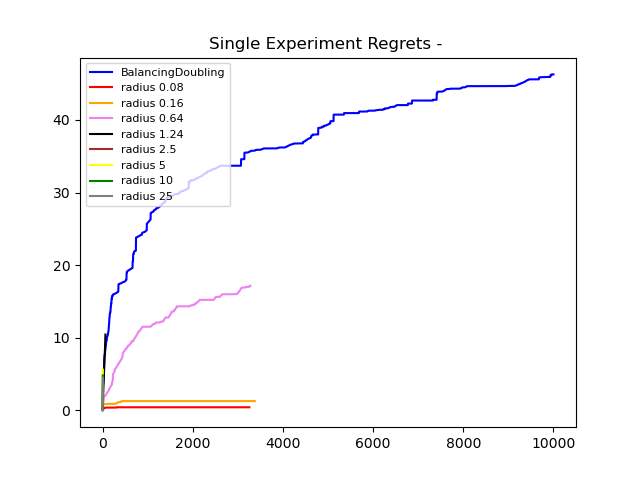 Single Experiment Regrets -
BalancingDoubling
radius 0.08
radius 0.16
radius 0.64
radius 1.24
radius 2.5
radius 5
radius 10
radius 25
40
30
20
10
0
0 2000 4000 6000 8000 10000